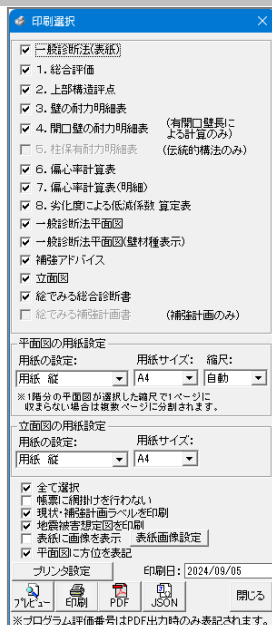 印刷選択
一般診断法(表紙)
1. 総合評価
2. 上部構造評点
3. 壁の耐力明細表
4. 開口壁の耐力明細表 (有開口壁長に
よる計算のみ)
5. 柱保有耐力明細表 (伝統的構法のみ)
6. 偏心率計算表
7. 偏心率計算表(明細)
8. 劣化度による低減係数 算定表
一般診断法平面図
一般診断法平面図(壁材種表示)
補強アドバイス
立面図
絵でみる総合診断書
絵でみる補強計画書 (補強計画のみ)
平面図の用紙設定
用紙の設定: 用紙サイズ: 縮尺:
用紙 縦 A4 自動
※1階分の平面図が選択した縮尺で1ページに
収まらない場合は複数ページに分割されます。
立面図の用紙設定
用紙の設定: 用紙サイズ:
用紙 縦 A4
全て選択
帳票に網掛けを行わない
現状・補強計画ラベルを印刷
地震被害想定図を印刷
表紙に画像を表示 表紙画像設定
平面図に方位を表記
プリンタ設定 印刷日: 2024/09/05
プレビュー 印刷 PDF JSON 閉じる
※プログラム評価番号はPDF出力時のみ表記されます。